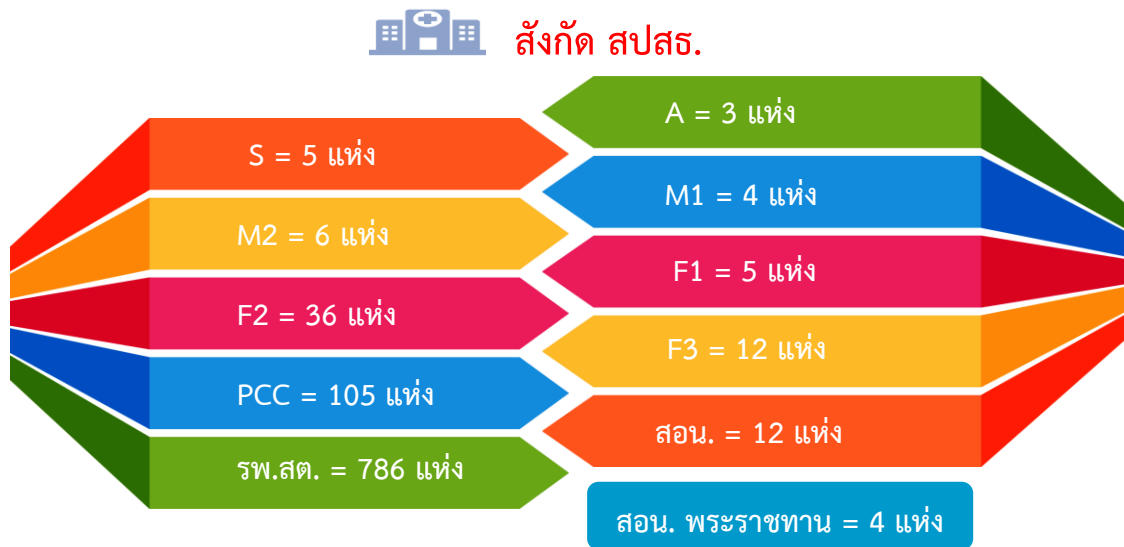 สังกัด สปสธ.
A = 3 แห่ง
S = 5 แห่ง
M1 = 4 แห่ง
M2 = 6 แห่ง
F1 = 5 แห่ง
F2 = 36 แห่ง
F3 = 12 แห่ง
PCC = 105 แห่ง
สอน. = 12 แห่ง
รพ.สต. = 786 แห่ง
สอน. พระราชทาน = 4 แห่ง